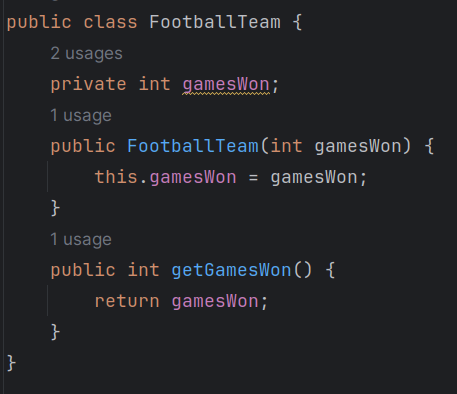 public class FootballTeam {
    2 usages
    private int gamesWon;
    1 usage
    public FootballTeam(int gamesWon) {
        this.gamesWon = gamesWon;
    }
    1 usage
    public int getGamesWon() {
        return gamesWon;
    }
}